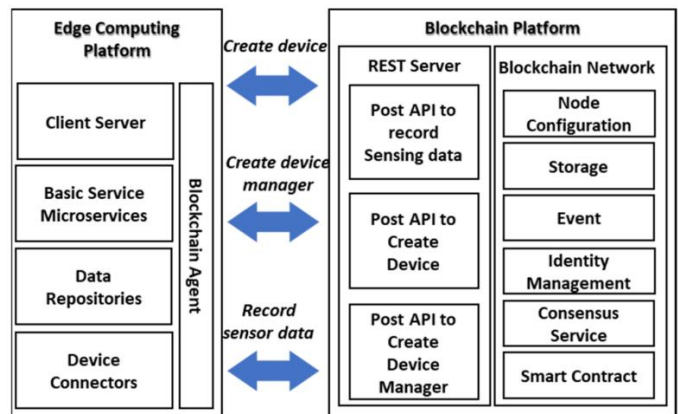 Edge Computing
Platform
Client Server
Basic Service
Microservices
Data
Repositories
Device
Connectors
Blockchain Agent
Create device
Create device
manager
Record
sensor data
Blockchain Platform
REST Server
Post API to
record
Sensing data
Post API to
Create
Device
Post API to
Create
Device
Manager
Blockchain Network
Node
Configuration
Storage
Event
Identity
Management
Consensus
Service
Smart Contract